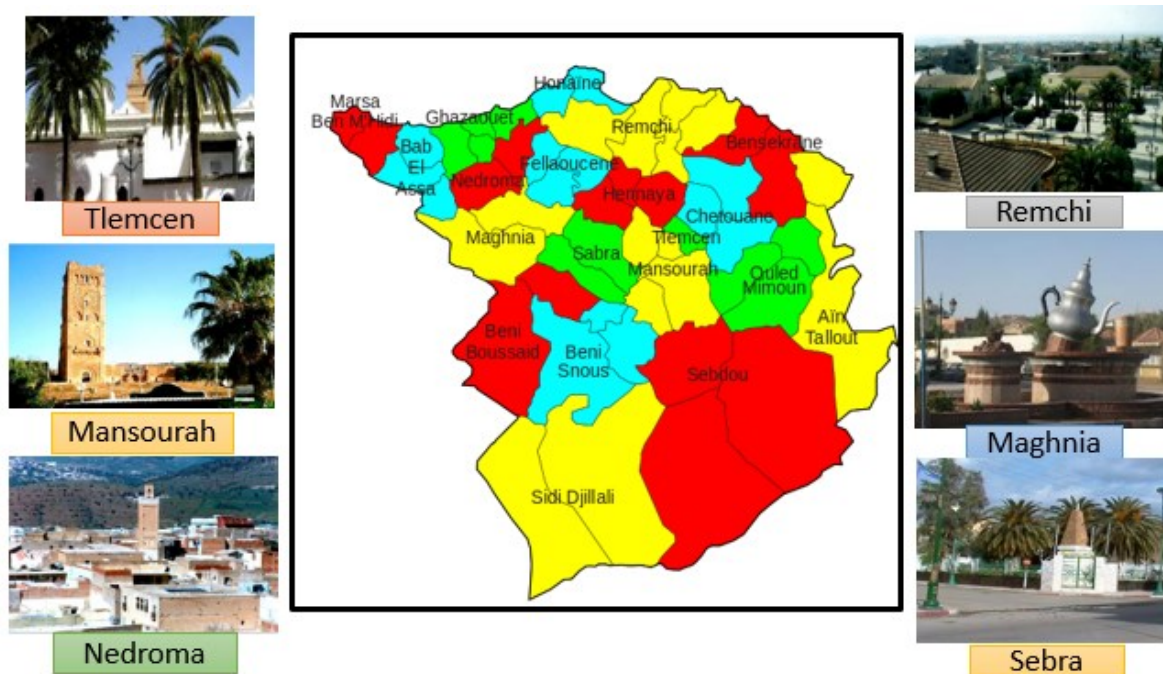 Tlemcen
Mansourah
Nedroma
Honaïne
Marsa
Ben M'Hidi
Ghazaouet
Remchi
Bensekrane
Bab
El
Assa
Fellaoucene
Nedroma
Hennaya
Chetouane
Maghnia
Tlemcen
Sabra
Mansourah
Ouled
Mimoun
Aïn
Tallout
Beni
Boussaid
Beni
Snous
Sebdou
Sidi Djillali
Remchi
Maghnia
Sebra